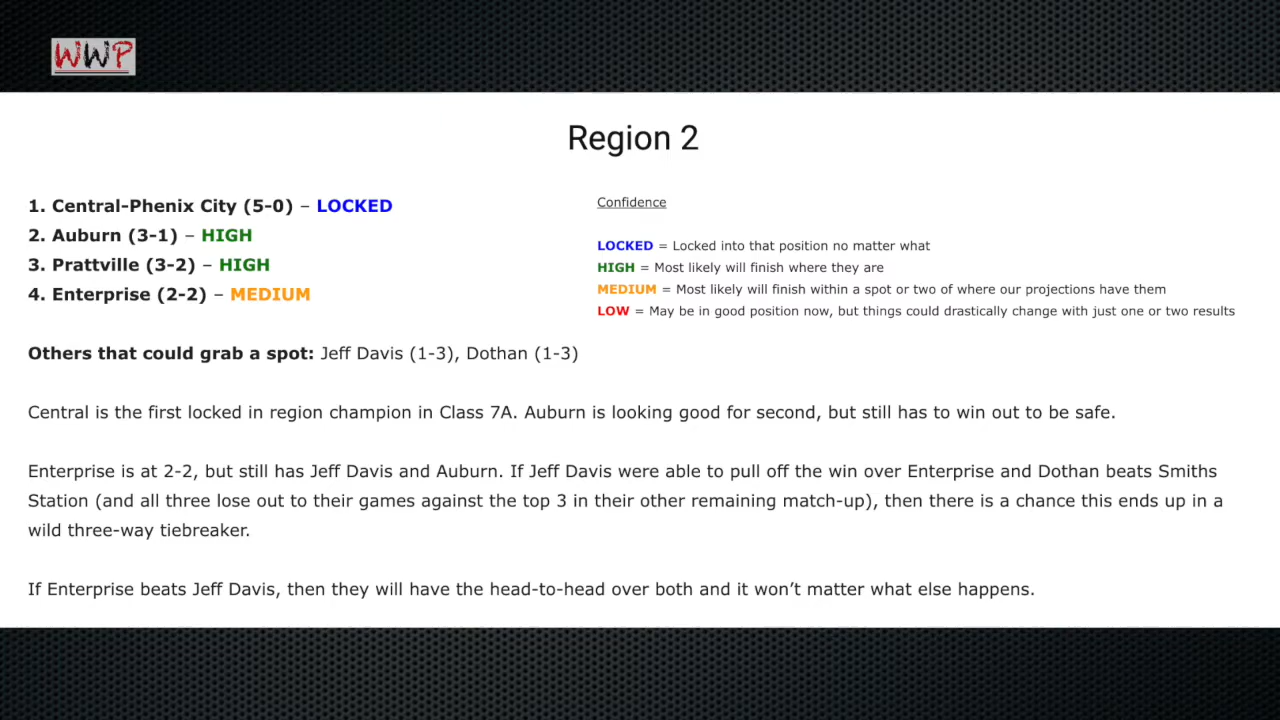 WWP
Region 2
1. Central-Phenix City (5-0) – LOCKED
2. Auburn (3-1) – HIGH
3. Prattville (3-2) – HIGH
4. Enterprise (2-2) – MEDIUM
Confidence
LOCKED = Locked into that position no matter what
HIGH = Most likely will finish where they are
MEDIUM = Most likely will finish within a spot or two of where our projections have them
LOW = May be in good position now, but things could drastically change with just one or two results
Others that could grab a spot: Jeff Davis (1-3), Dothan (1-3)
Central is the first locked in region champion in Class 7A. Auburn is looking good for second, but still has to win out to be safe.
Enterprise is at 2-2, but still has Jeff Davis and Auburn. If Jeff Davis were able to pull off the win over Enterprise and Dothan beats Smiths
Station (and all three lose out to their games against the top 3 in their other remaining match-up), then there is a chance this ends up in a
wild three-way tiebreaker.
If Enterprise beats Jeff Davis, then they will have the head-to-head over both and it won’t matter what else happens.